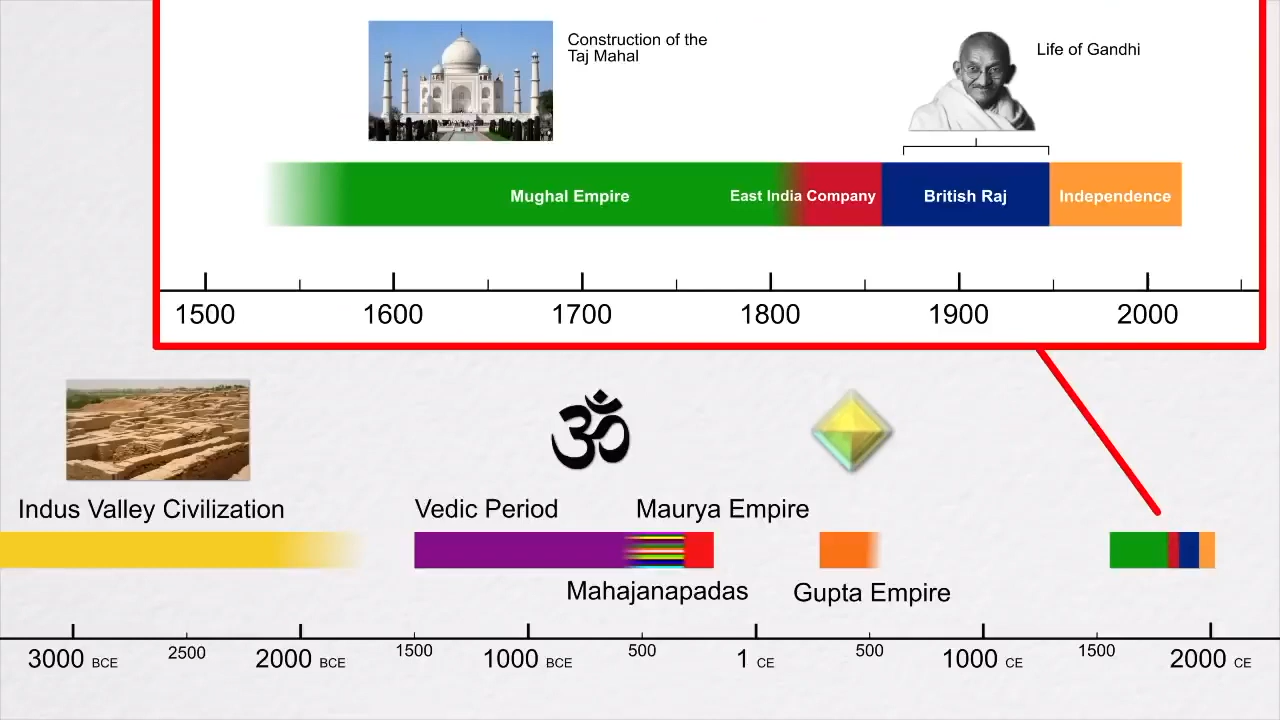 Construction of the
Taj Mahal
Life of Gandhi
Mughal Empire
East India Company
British Raj
Independence
1500
1600
1700
1800
1900
2000
ॐ
Indus Valley Civilization
Vedic Period
Maurya Empire
Mahajanapadas
Gupta Empire
3000 BCE
2500
2000 BCE
1500
1000 BCE
500
1 CE
500
1000 CE
1500
2000 CE